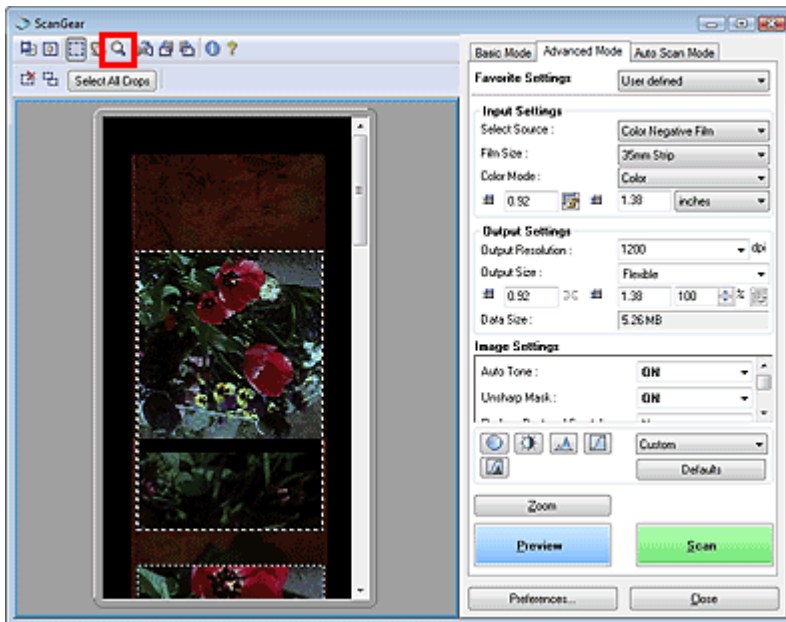 ScanGear
Select All Crops
Basic Mode Advanced Mode Auto Scan Mode
Favorite Settings User defined
Input Settings
Select Source : Color Negative Film
Film Size : 35mm Strip
Color Mode : Color
0.92 1.38 inches
Output Settings
Output Resolution : 1200 dpi
Output Size : Flexible
0.92 1.38 100 %
Data Size : 5.26 MB
Image Settings
Auto Tone : ON
Unsharp Mask : ON
Custom
Defaults
Zoom
Preview Scan
Preferences... Close